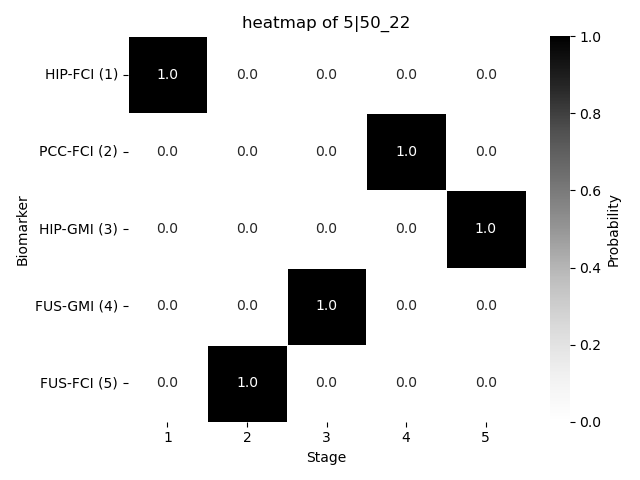 heatmap of 5|50_22
HIP-FCI (1) 1.0 0.0 0.0 0.0 0.0
PCC-FCI (2) 0.0 0.0 0.0 1.0 0.0
HIP-GMI (3) 0.0 0.0 0.0 0.0 1.0
FUS-GMI (4) 0.0 0.0 1.0 0.0 0.0
FUS-FCI (5) 0.0 1.0 0.0 0.0 0.0
1 2 3 4 5
Stage
Biomarker
1.0
0.8
0.6
0.4
0.2
0.0
Probability